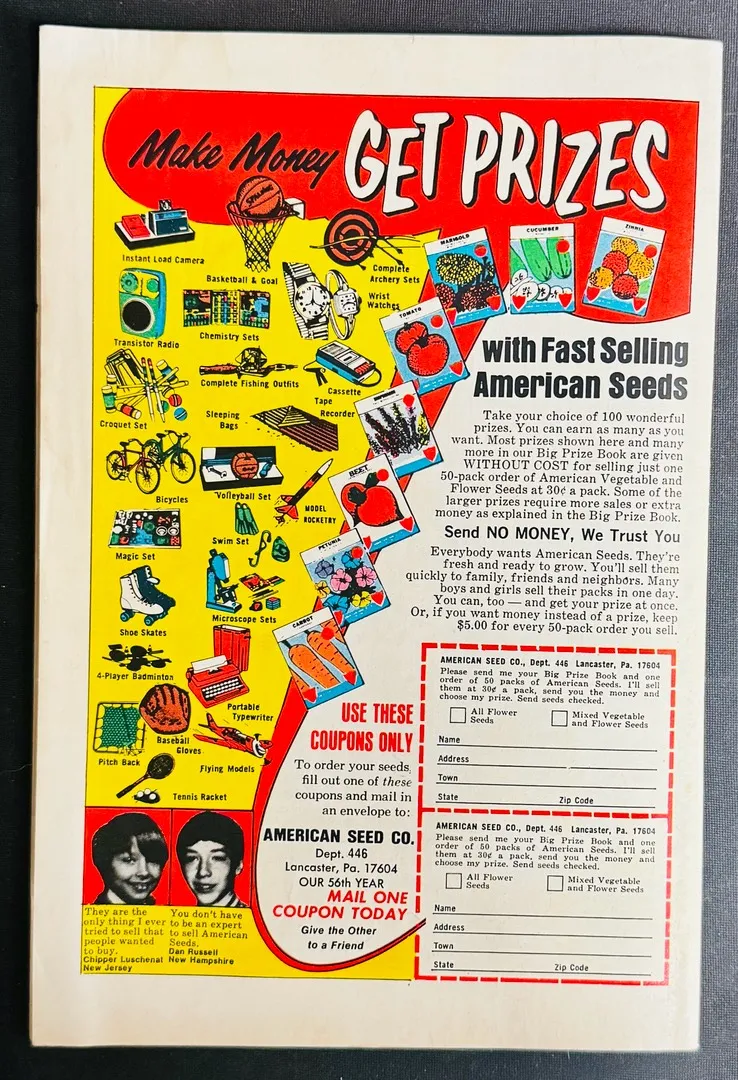 Make Money GET PRIZES
SPALDING
Instant Load Camera
Basketball & Goal
Complete
Archery Sets
Wrist
Watches
Transistor Radio
Chemistry Sets
Complete Fishing Outfits
Cassette
Tape
Recorder
Croquet Set
Sleeping
Bags
Bicycles
Volleyball Set
MODEL
ROCKETRY
Magic Set
Swim Set
Shoe Skates
Microscope Sets
4-Player Badminton
Portable
Typewriter
Pitch Back
Baseball
Gloves
Flying Models
Tennis Racket
MARIGOLD
CUCUMBER
ZINNIA
TOMATO
BEET
PETUNIA
CARROT
with Fast Selling
American Seeds
Take your choice of 100 wonderful
prizes. You can earn as many as you
want. Most prizes shown here and many
more in our Big Prize Book are given
WITHOUT COST for selling just one
50-pack order of American Vegetable and
Flower Seeds at 30¢ a pack. Some of the
larger prizes require more sales or extra
money as explained in the Big Prize Book.
Send NO MONEY, We Trust You
Everybody wants American Seeds. They're
fresh and ready to grow. You'll sell them
quickly to family, friends and neighbors. Many
boys and girls sell their packs in one day.
You can, too — and get your prize at once.
Or, if you want money instead of a prize, keep
$5.00 for every 50-pack order you sell.
USE THESE
COUPONS ONLY
To order your seeds,
fill out one of these
coupons and mail in
an envelope to:
AMERICAN SEED CO.
Dept. 446
Lancaster, Pa. 17604
OUR 56th YEAR
MAIL ONE
COUPON TODAY
Give the Other
to a Friend
They are the
only thing I ever
tried to sell that
people wanted
to buy.
Chipper Luschenat
New Jersey
You don't have
to be an expert
to sell American
Seeds.
Dan Russell
New Hampshire
AMERICAN SEED CO., Dept. 446 Lancaster, Pa. 17604
Please send me your Big Prize Book and one
order of 50 packs of American Seeds. I'll sell
them at 30¢ a pack, send you the money and
choose my prize. Send seeds checked.
All Flower
Seeds
Mixed Vegetable
and Flower Seeds
Name
Address
Town
State Zip Code
AMERICAN SEED CO., Dept. 446 Lancaster, Pa. 17604
Please send me your Big Prize Book and one
order of 50 packs of American Seeds. I'll sell
them at 30¢ a pack, send you the money and
choose my prize. Send seeds checked.
All Flower
Seeds
Mixed Vegetable
and Flower Seeds
Name
Address
Town
State Zip Code